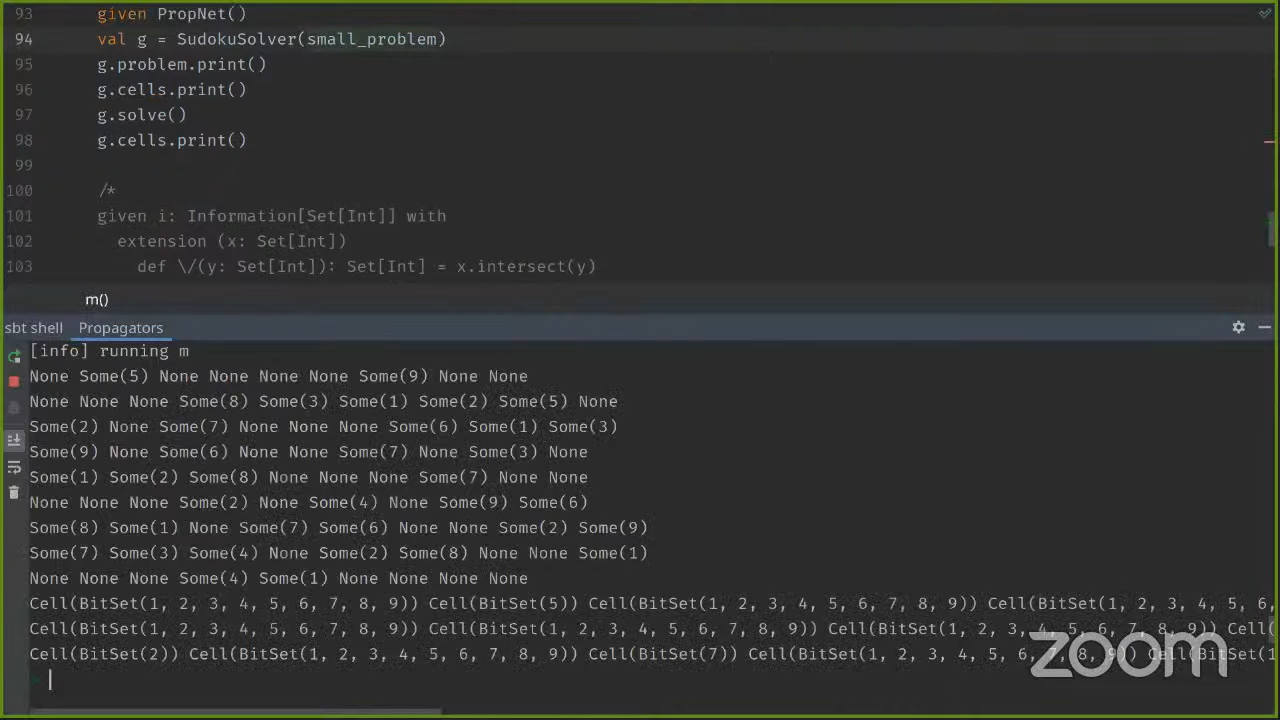 93 given PropNet()
94 val g = SudokuSolver(small_problem)
95 g.problem.print()
96 g.cells.print()
97 g.solve()
98 g.cells.print()
99
100 /*
101 given i: Information[Set[Int]] with
102 extension (x: Set[Int])
103 def \/(y: Set[Int]): Set[Int] = x.intersect(y)
m()
sbt shell Propagators
[info] running m
None Some(5) None None None None Some(9) None None
None None None Some(8) Some(3) Some(1) Some(2) Some(5) None
Some(2) None Some(7) None None None Some(6) Some(1) Some(3)
Some(9) None Some(6) None None Some(7) None Some(3) None
Some(1) Some(2) Some(8) None None None Some(7) None None
None None None Some(2) None Some(4) None Some(9) Some(6)
Some(8) Some(1) None Some(7) Some(6) None None Some(2) Some(9)
Some(7) Some(3) Some(4) None Some(2) Some(8) None None Some(1)
None None None Some(4) Some(1) None None None None
Cell(BitSet(1, 2, 3, 4, 5, 6, 7, 8, 9)) Cell(BitSet(5)) Cell(BitSet(1, 2, 3, 4, 5, 6, 7, 8, 9)) Cell(BitSet(1, 2, 3, 4, 5, 6,
Cell(BitSet(1, 2, 3, 4, 5, 6, 7, 8, 9)) Cell(BitSet(1, 2, 3, 4, 5, 6, 7, 8, 9)) Cell(BitSet(1, 2, 3, 4, 5, 6, 7, 8, 9)) Cell(
Cell(BitSet(2)) Cell(BitSet(1, 2, 3, 4, 5, 6, 7, 8, 9)) Cell(BitSet(7)) Cell(BitSet(1, 2, 3, 4, 5, 6, 7, 8, 9)) Cell(BitSet(1
zoom